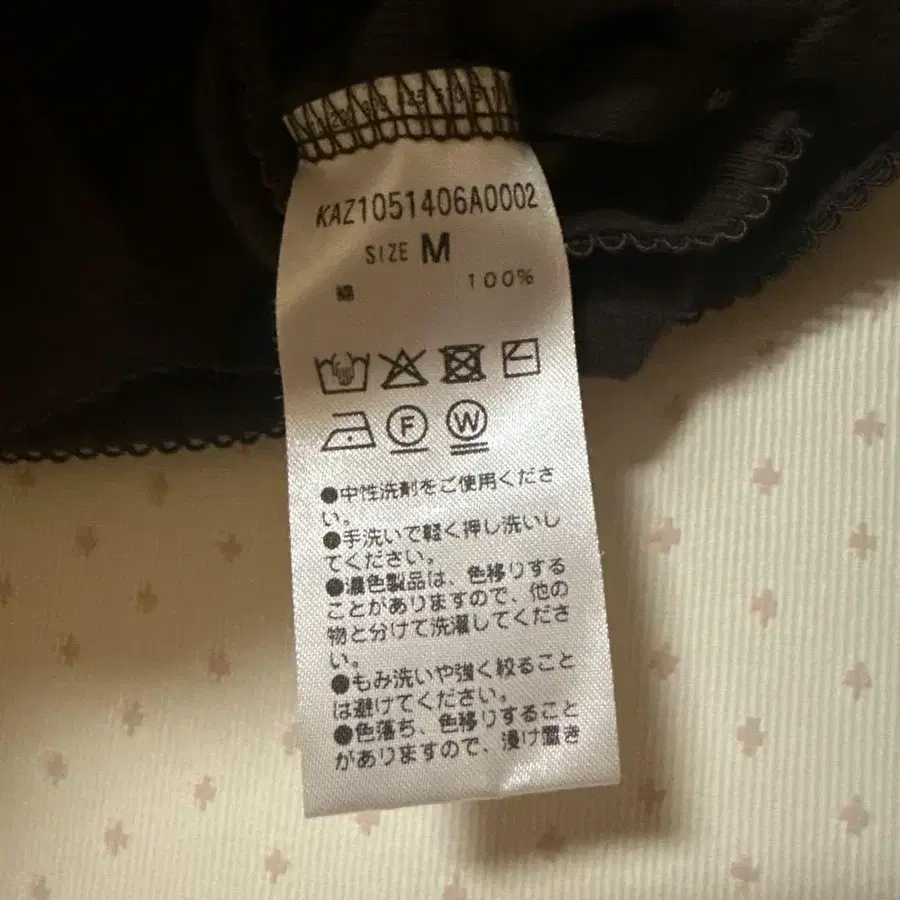 KAZ1051406A0002
SIZE M
綿 100%
F W
●中性洗剤をご使用くださ
い。
●手洗いで軽く押し洗いし
てください。
●濃色製品は、色移りする
ことがありますので、他の
物と分けて洗濯してくださ
い。
●もみ洗いや強く絞ること
は避けてください。
●色落ち、色移りすること
がありますので、浸け置き